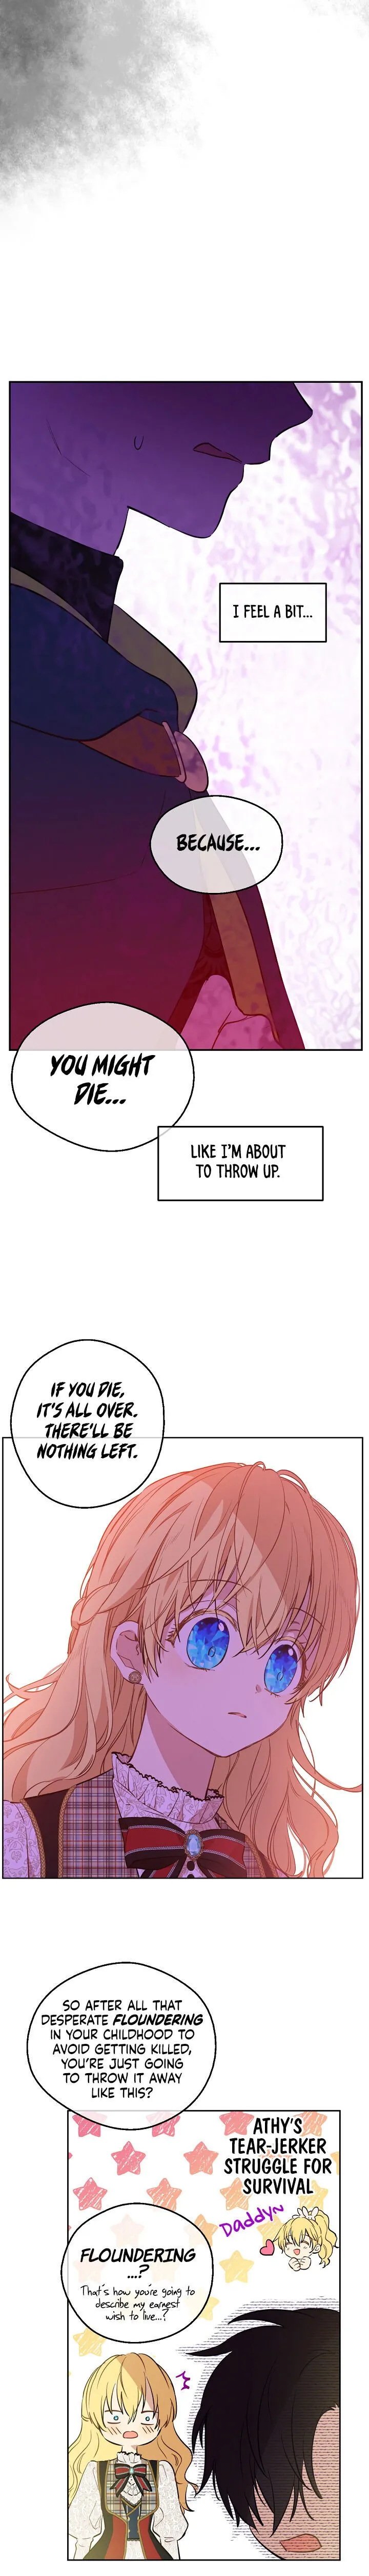 I FEEL A BIT...
BECAUSE...
YOU MIGHT
DIE...
LIKE I'M ABOUT
TO THROW UP.
IF YOU DIE,
IT'S ALL OVER.
THERE'LL BE
NOTHING LEFT.
SO AFTER ALL THAT
DESPERATE FLOUNDERING
IN YOUR CHILDHOOD TO
AVOID GETTING KILLED,
YOU'RE JUST GOING
TO THROW IT AWAY
LIKE THIS?
ATHY'S
TEAR-JERKER
STRUGGLE FOR
SURVIVAL
Daddy~
FLOUNDERING
...?
That's how you're going to
describe my earnest
wish to live...?